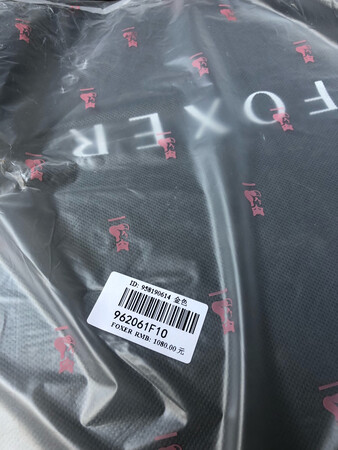 FOXER
ID: 958190614 金色
962061F10
FOXER RMB: 1080.00 元